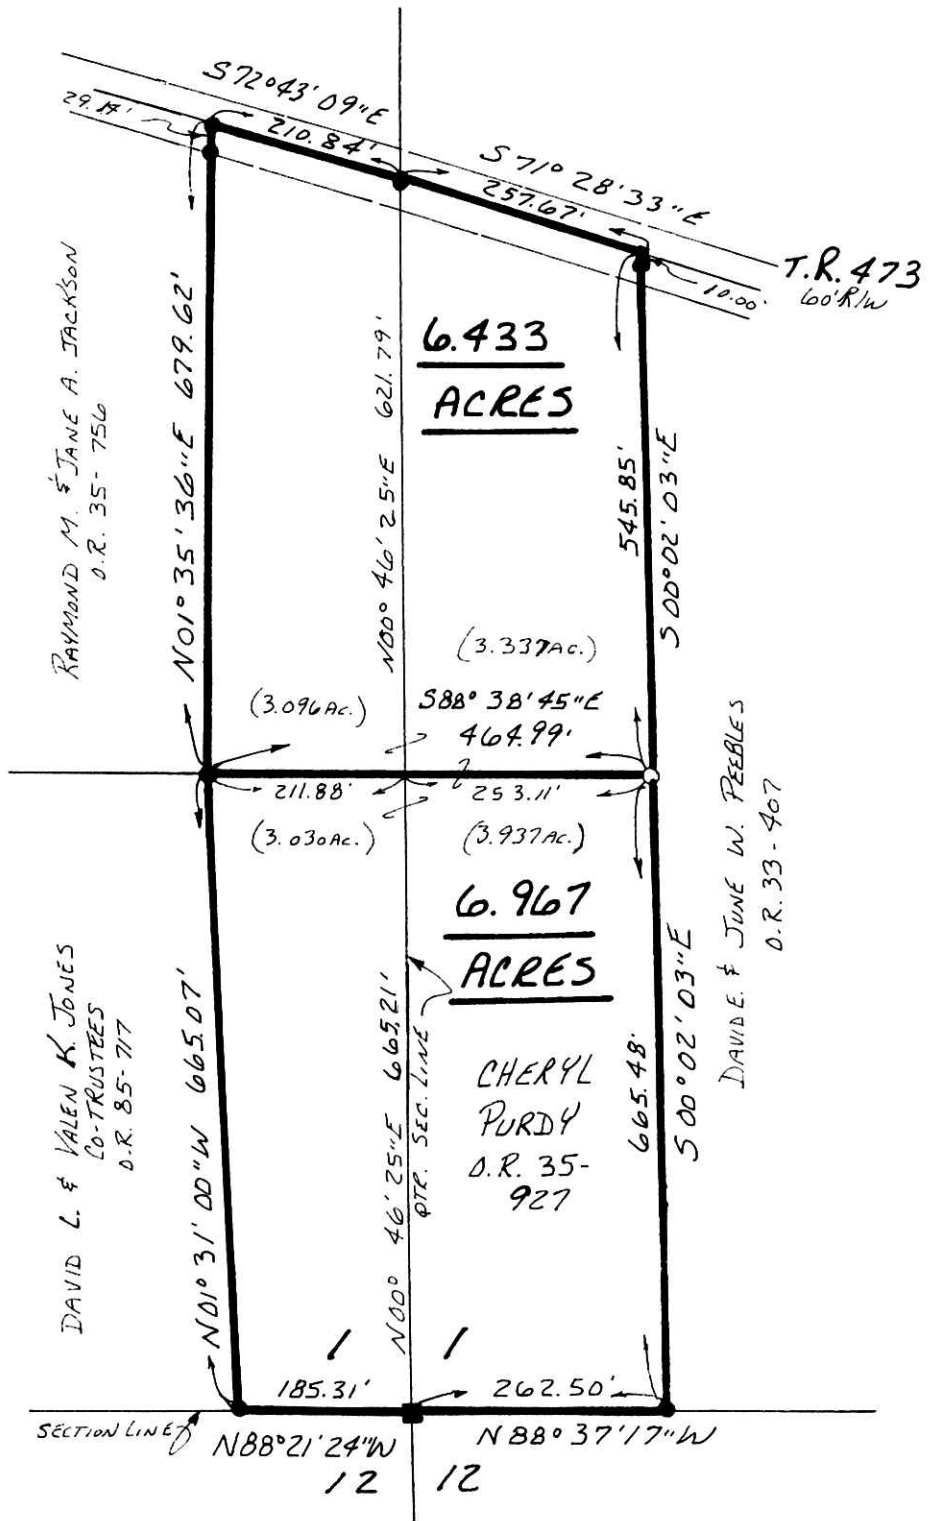 S72°43'09"E
29.14'
210.84'
S71°28'33"E
257.67'
T.R. 473
60' R/W
10.00'
6.433
ACRES
RAYMOND M. & JANE A. JACKSON
O.R. 35-756
N01°35'36"E 679.62'
N00°46'25"E 621.79'
545.85'
S00°02'03"E
(3.337AC.)
(3.096AC.)
S88°38'45"E
464.99'
211.88'
253.11'
(3.030AC.)
(3.937AC.)
6.967
ACRES
DAVID E. & JUNE W. PEEBLES
O.R. 33-407
DAVID L. & VALEN K. JONES
CO-TRUSTEES
O.R. 85-717
N01°31'00"W 665.07'
N00°46'25"E 665.21'
QTR. SEC. LINE
CHERYL
PURDY
O.R. 35-
927
665.48'
S00°02'03"E
1 1
185.31'
262.50'
SECTION LINE
N88°21'24"W
N88°37'17"W
12 12